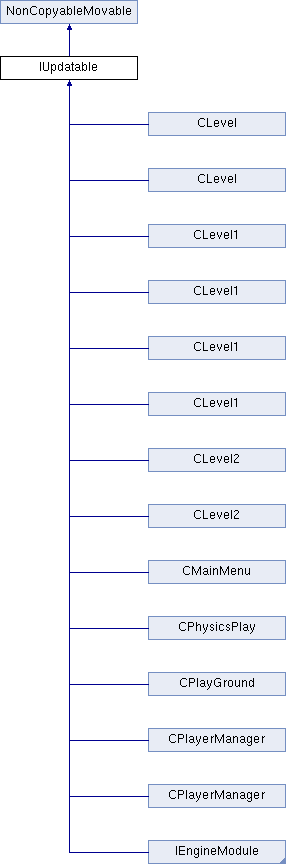 NonCopyableMovable
IUpdatable
CLevel
CLevel
CLevel1
CLevel1
CLevel1
CLevel1
CLevel2
CLevel2
CMainMenu
CPhysicsPlay
CPlayGround
CPlayerManager
CPlayerManager
IEngineModule